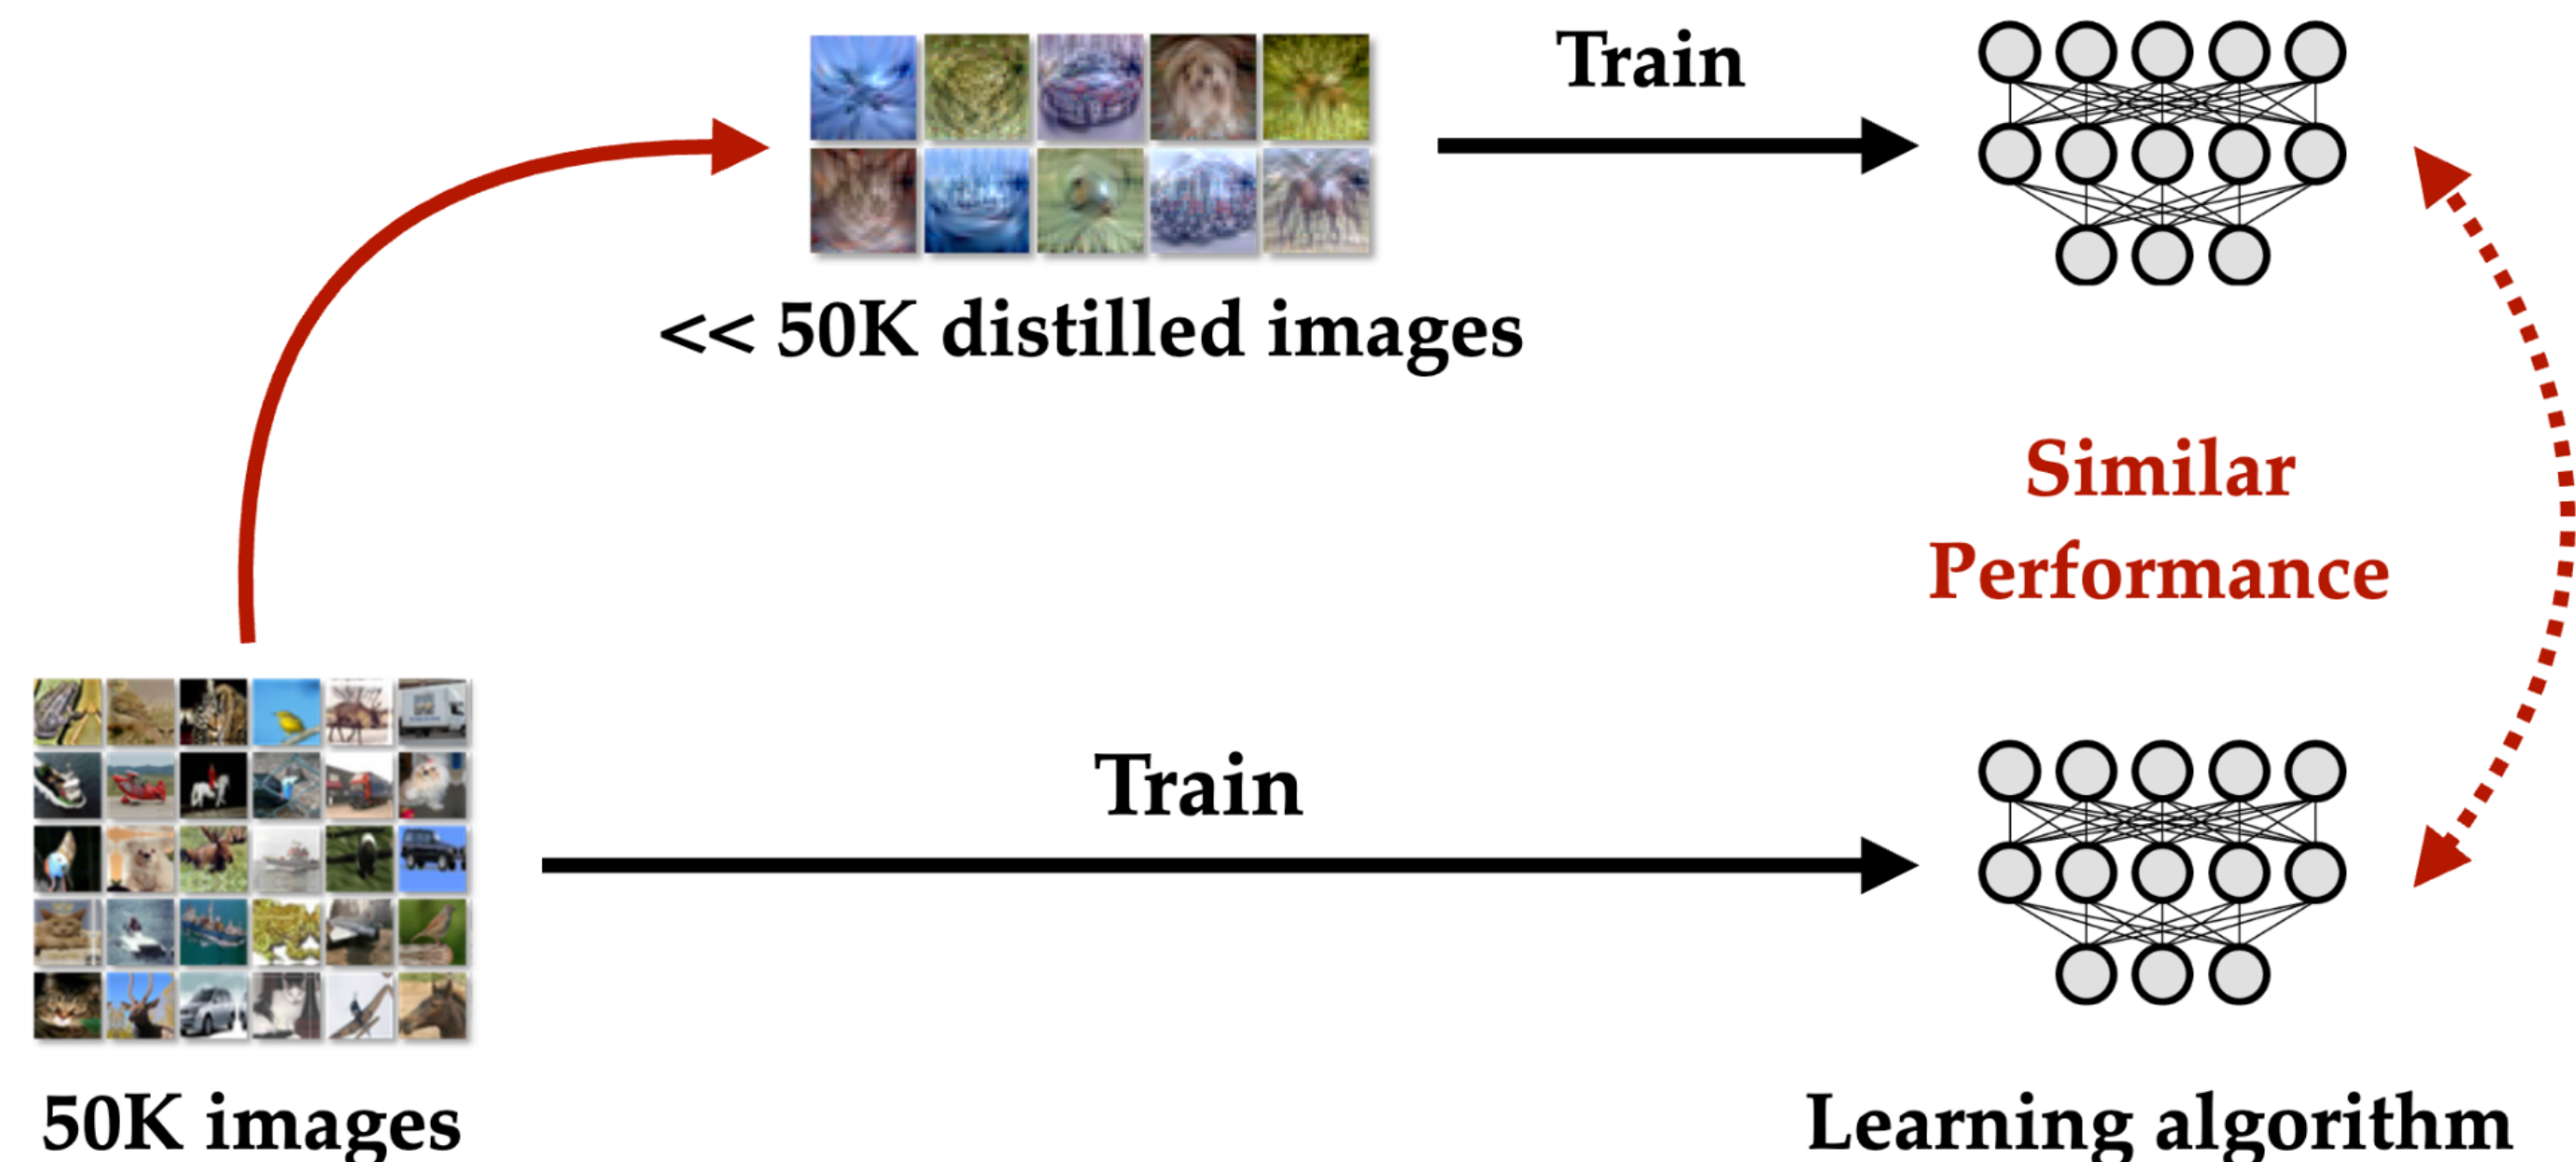 Train
<< 50K distilled images
Similar
Performance
Train
50K images
Learning algorithm